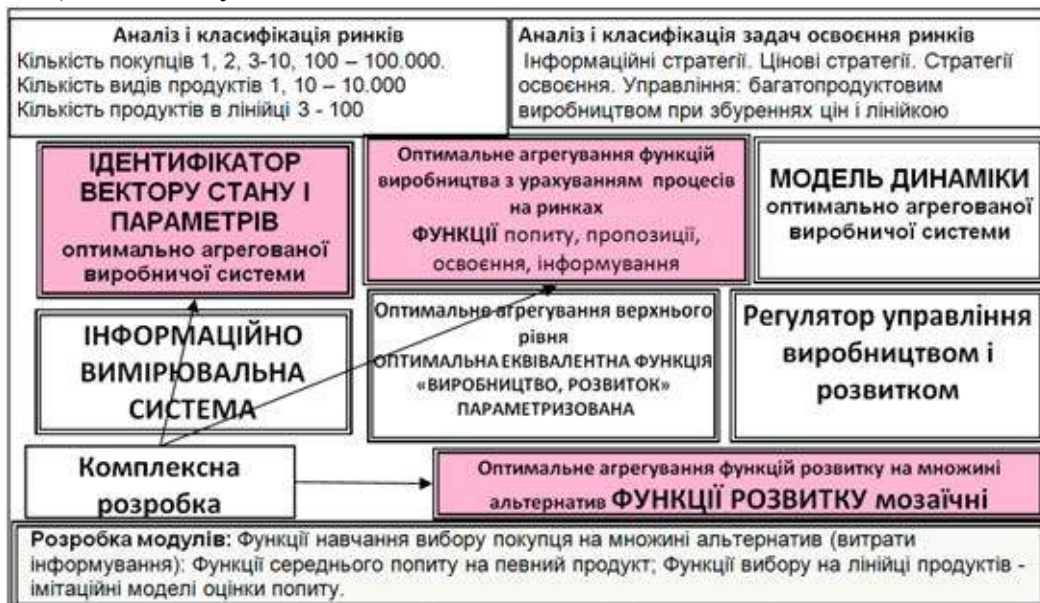 Аналіз і класифікація ринків
Кількість покупців 1, 2, 3-10, 100 – 100.000.
Кількість видів продуктів 1, 10 – 10.000
Кількість продуктів в лінійці 3 - 100
Аналіз і класифікація задач освоєння ринків
Інформаційні стратегії. Цінові стратегії. Стратегії
освоєння. Управління: багатопродуктовим
виробництвом при збуреннях цін і лінійкою
ІДЕНТИФІКАТОР
ВЕКТОРУ СТАНУ І
ПАРАМЕТРІВ
оптимально агрегованої
виробничої системи
Оптимальне агрегування функцій
виробництва з урахуванням процесів
на ринках
ФУНКЦІЇ попиту, пропозиції,
освоєння, інформування
МОДЕЛЬ ДИНАМІКИ
оптимально агрегованої
виробничої системи
ІНФОРМАЦІЙНО
ВИМІРЮВАЛЬНА
СИСТЕМА
Оптимальне агрегування верхнього
рівня
ОПТИМАЛЬНА ЕКВІВАЛЕНТНА ФУНКЦІЯ
«ВИРОБНИЦТВО, РОЗВИТОК»
ПАРАМЕТРИЗОВАНА
Регулятор управління
виробництвом і
розвитком
Комплексна
розробка
Оптимальне агрегування функцій розвитку на множині
альтернатив ФУНКЦІЇ РОЗВИТКУ мозаїчні
Розробка модулів: Функції навчання вибору покупця на множині альтернатив (витрати
інформування): Функції середнього попиту на певний продукт; Функції вибору на лінійці продуктів -
імітаційні моделі оцінки попиту.